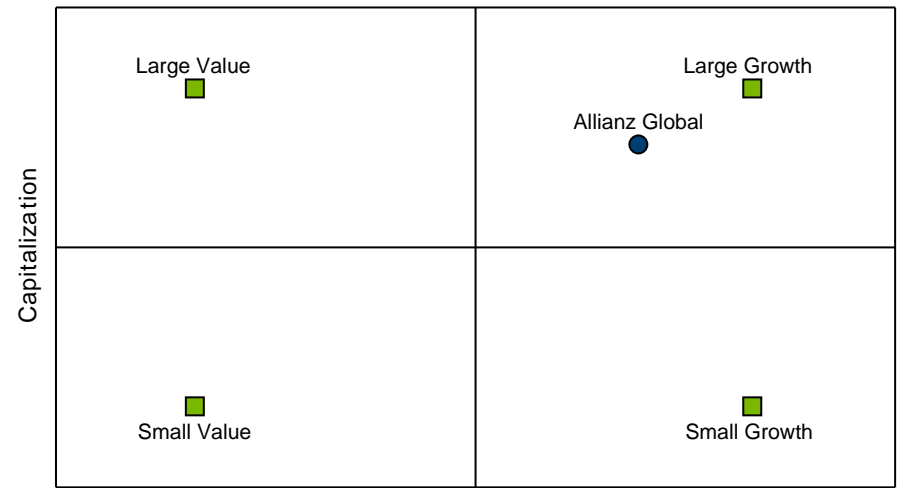 Large Value
Large Growth
Allianz Global
Capitalization
Small Value
Small Growth